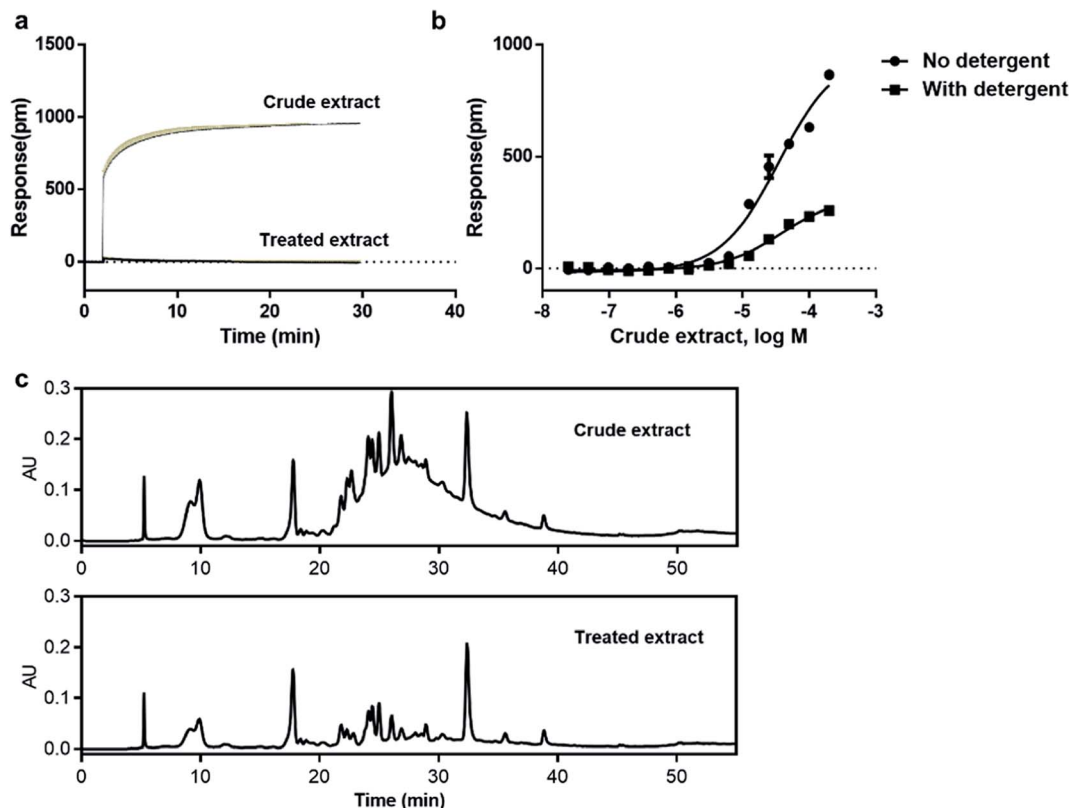 a
1500
1000
500
0
Response(pm)
Crude extract
Treated extract
0 10 20 30 40
Time (min)
b
1000
500
0
Response(pm)
-8 -7 -6 -5 -4 -3
Crude extract, log M
No detergent
With detergent
c
0.3
0.2
0.1
0.0
AU
Crude extract
0 10 20 30 40 50
0.3
0.2
0.1
0.0
AU
Treated extract
0 10 20 30 40 50
Time (min)